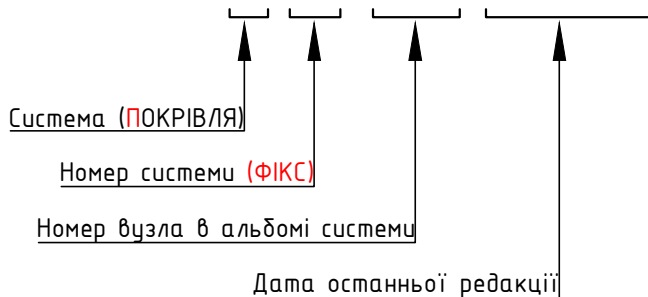 Система (ПОКРІВЛЯ)
Номер системи (ФІКС)
Номер вузла в альбомі системи
Дата останньої редакції